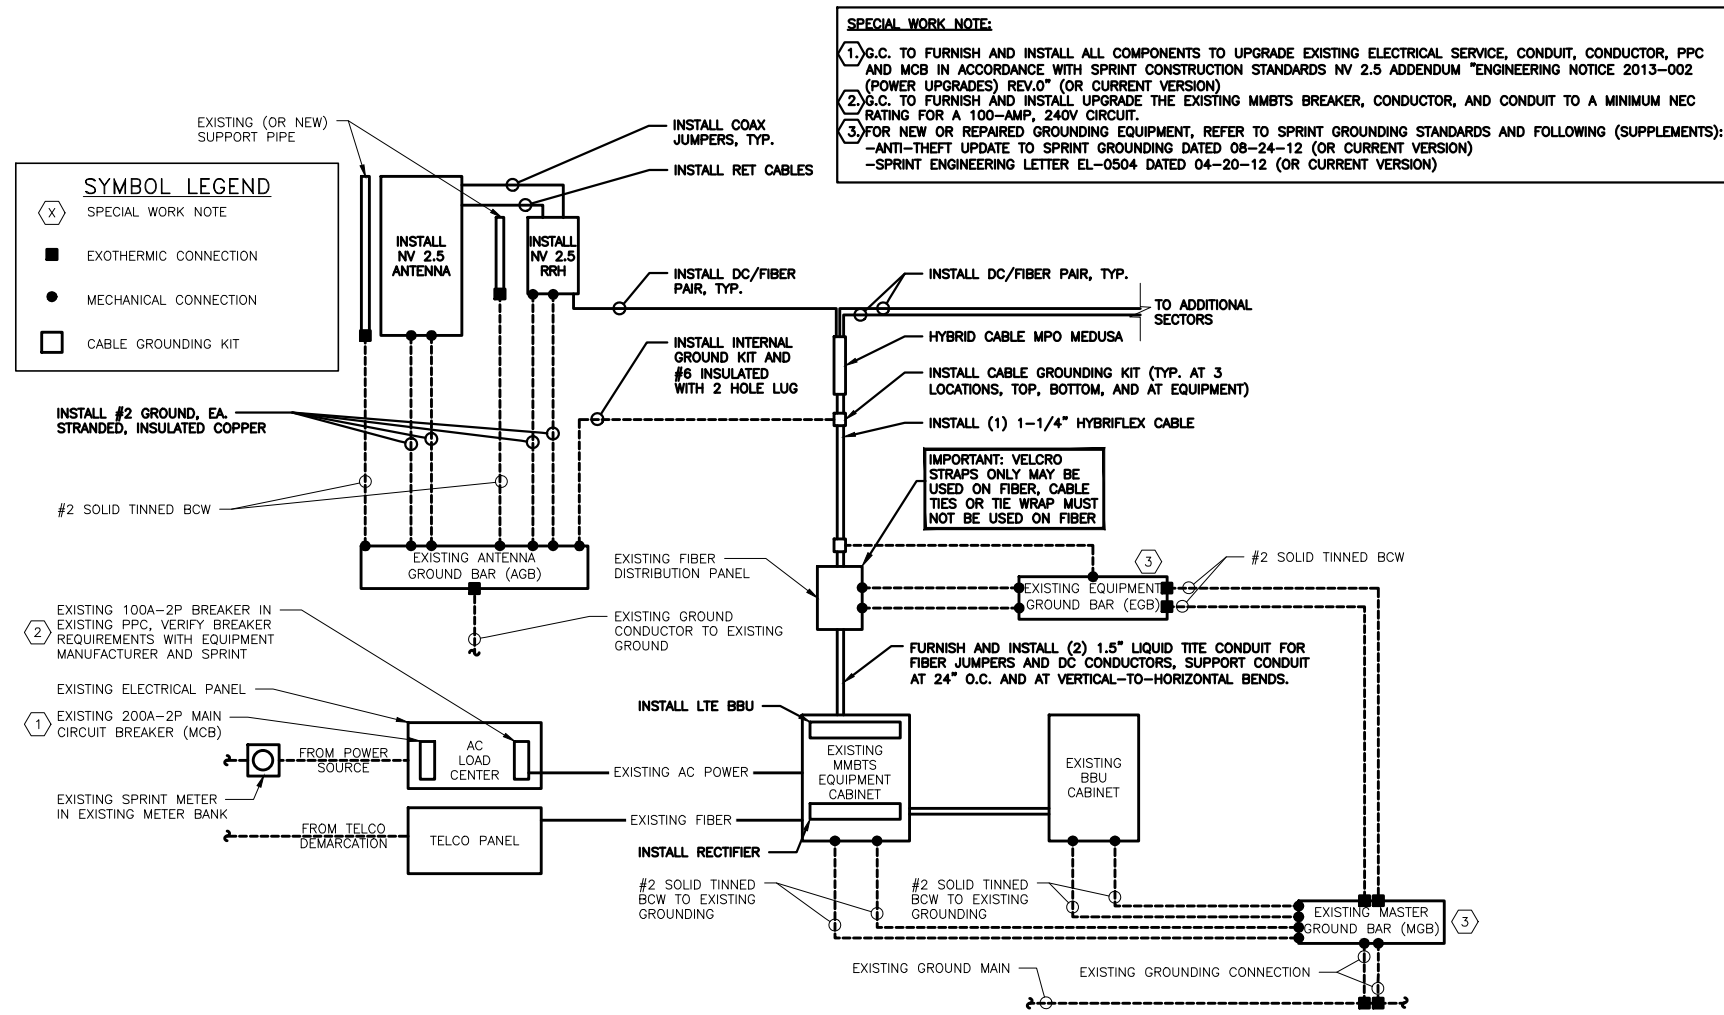 SPECIAL WORK NOTE:
1. G.C. TO FURNISH AND INSTALL ALL COMPONENTS TO UPGRADE EXISTING ELECTRICAL SERVICE, CONDUIT, CONDUCTOR, PPC
AND MCB IN ACCORDANCE WITH SPRINT CONSTRUCTION STANDARDS NV 2.5 ADDENDUM "ENGINEERING NOTICE 2013-002
(POWER UPGRADES) REV.0" (OR CURRENT VERSION)
2. G.C. TO FURNISH AND INSTALL UPGRADE THE EXISTING MMBTS BREAKER, CONDUCTOR, AND CONDUIT TO A MINIMUM NEC
RATING FOR A 100-AMP, 240V CIRCUIT.
3. FOR NEW OR REPAIRED GROUNDING EQUIPMENT, REFER TO SPRINT GROUNDING STANDARDS AND FOLLOWING (SUPPLEMENTS):
-ANTI-THEFT UPDATE TO SPRINT GROUNDING DATED 08-24-12 (OR CURRENT VERSION)
-SPRINT ENGINEERING LETTER EL-0504 DATED 04-20-12 (OR CURRENT VERSION)
SYMBOL LEGEND
X SPECIAL WORK NOTE
EXOTHERMIC CONNECTION
MECHANICAL CONNECTION
CABLE GROUNDING KIT
EXISTING (OR NEW)
SUPPORT PIPE
INSTALL COAX
JUMPERS, TYP.
INSTALL RET CABLES
INSTALL
NV 2.5
ANTENNA
INSTALL
NV 2.5
RRH
INSTALL DC/FIBER
PAIR, TYP.
INSTALL DC/FIBER PAIR, TYP.
TO ADDITIONAL
SECTORS
HYBRID CABLE MPO MEDUSA
INSTALL INTERNAL
GROUND KIT AND
#6 INSULATED
WITH 2 HOLE LUG
INSTALL CABLE GROUNDING KIT (TYP. AT 3
LOCATIONS, TOP, BOTTOM, AND AT EQUIPMENT)
INSTALL (1) 1-1/4" HYBRIFLEX CABLE
INSTALL #2 GROUND, EA.
STRANDED, INSULATED COPPER
#2 SOLID TINNED BCW
IMPORTANT: VELCRO
STRAPS ONLY MAY BE
USED ON FIBER, CABLE
TIES OR TIE WRAP MUST
NOT BE USED ON FIBER
EXISTING ANTENNA
GROUND BAR (AGB)
EXISTING FIBER
DISTRIBUTION PANEL
3
#2 SOLID TINNED BCW
EXISTING EQUIPMENT
GROUND BAR (EGB)
EXISTING GROUND
CONDUCTOR TO EXISTING
GROUND
2
EXISTING 100A-2P BREAKER IN
EXISTING PPC, VERIFY BREAKER
REQUIREMENTS WITH EQUIPMENT
MANUFACTURER AND SPRINT
FURNISH AND INSTALL (2) 1.5" LIQUID TITE CONDUIT FOR
FIBER JUMPERS AND DC CONDUCTORS, SUPPORT CONDUIT
AT 24" O.C. AND AT VERTICAL-TO-HORIZONTAL BENDS.
EXISTING ELECTRICAL PANEL
1
EXISTING 200A-2P MAIN
CIRCUIT BREAKER (MCB)
INSTALL LTE BBU
FROM POWER
SOURCE
AC
LOAD
CENTER
EXISTING AC POWER
EXISTING
MMBTS
EQUIPMENT
CABINET
EXISTING
BBU
CABINET
EXISTING SPRINT METER
IN EXISTING METER BANK
FROM TELCO
DEMARCATION
TELCO PANEL
EXISTING FIBER
INSTALL RECTIFIER
#2 SOLID TINNED
BCW TO EXISTING
GROUNDING
#2 SOLID TINNED
BCW TO EXISTING
GROUNDING
EXISTING MASTER
GROUND BAR (MGB)
3
EXISTING GROUND MAIN
EXISTING GROUNDING CONNECTION